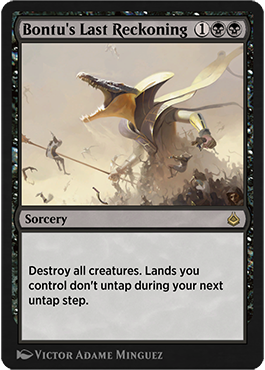 Bontu's Last Reckoning 1
Sorcery
Destroy all creatures. Lands you
control don't untap during your next
untap step.
Victor Adame Minguez